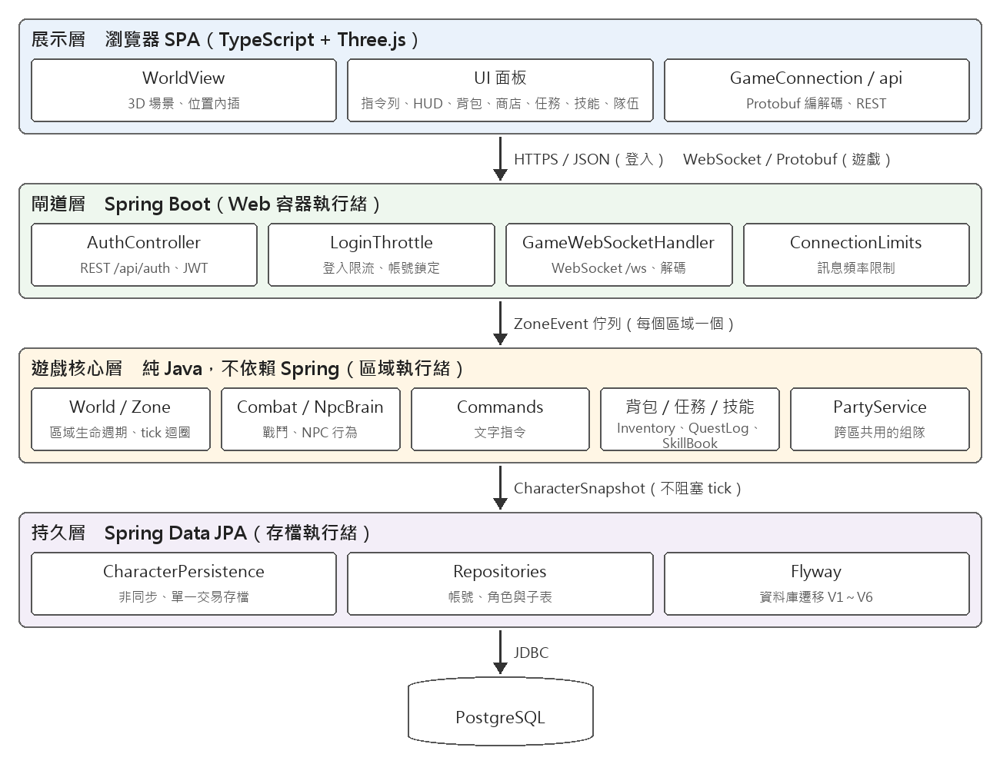 展示層　瀏覽器 SPA（TypeScript + Three.js）
WorldView
3D 場景、位置內插
UI 面板
指令列、HUD、背包、商店、任務、技能、隊伍
GameConnection / api
Protobuf 編解碼、REST
HTTPS / JSON（登入）　WebSocket / Protobuf（遊戲）
閘道層　Spring Boot（Web 容器執行緒）
AuthController
REST /api/auth、JWT
LoginThrottle
登入限流、帳號鎖定
GameWebSocketHandler
WebSocket /ws、解碼
ConnectionLimits
訊息頻率限制
ZoneEvent 佇列（每個區域一個）
遊戲核心層　純 Java，不依賴 Spring（區域執行緒）
World / Zone
區域生命週期、tick 迴圈
Combat / NpcBrain
戰鬥、NPC 行為
Commands
文字指令
背包 / 任務 / 技能
Inventory、QuestLog、
SkillBook
PartyService
跨區共用的組隊
CharacterSnapshot（不阻塞 tick）
持久層　Spring Data JPA（存檔執行緒）
CharacterPersistence
非同步、單一交易存檔
Repositories
帳號、角色與子表
Flyway
資料庫遷移 V1～V6
JDBC
PostgreSQL